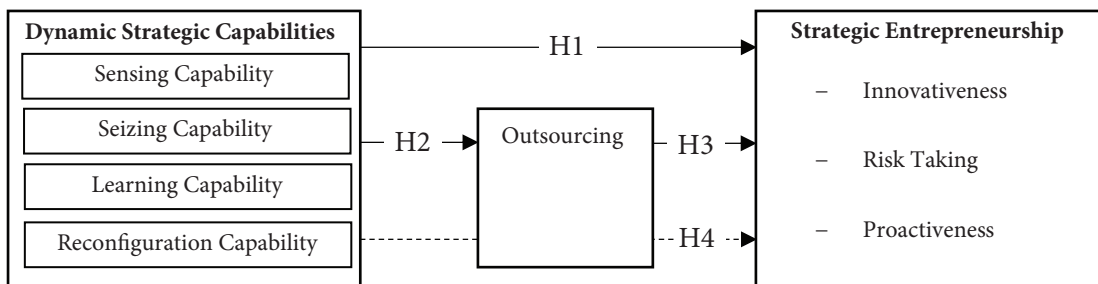 Dynamic Strategic Capabilities
Sensing Capability
Seizing Capability
Learning Capability
Reconfiguration Capability
H1
H2
Outsourcing
H3
H4
Strategic Entrepreneurship
– Innovativeness
– Risk Taking
– Proactiveness